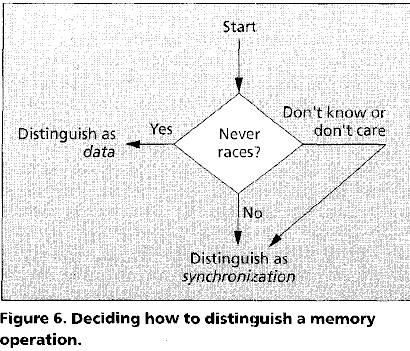 Start
Don't know or
don't care
Distinguish as
data
Yes
Never
races?
No
Distinguish as
synchronization
Figure 6. Deciding how to distinguish a memory
operation.